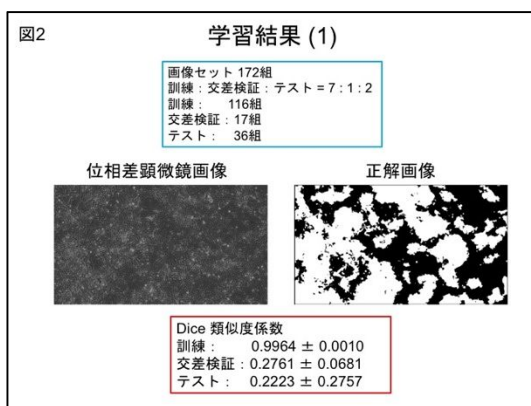 図2
学習結果 (1)
画像セット 172組
訓練：交差検証：テスト = 7 : 1 : 2
訓練： 116組
交差検証：17組
テスト： 36組
位相差顕微鏡画像
正解画像
Dice 類似度係数
訓練： 0.9964 ± 0.0010
交差検証：0.2761 ± 0.0681
テスト： 0.2223 ± 0.2757